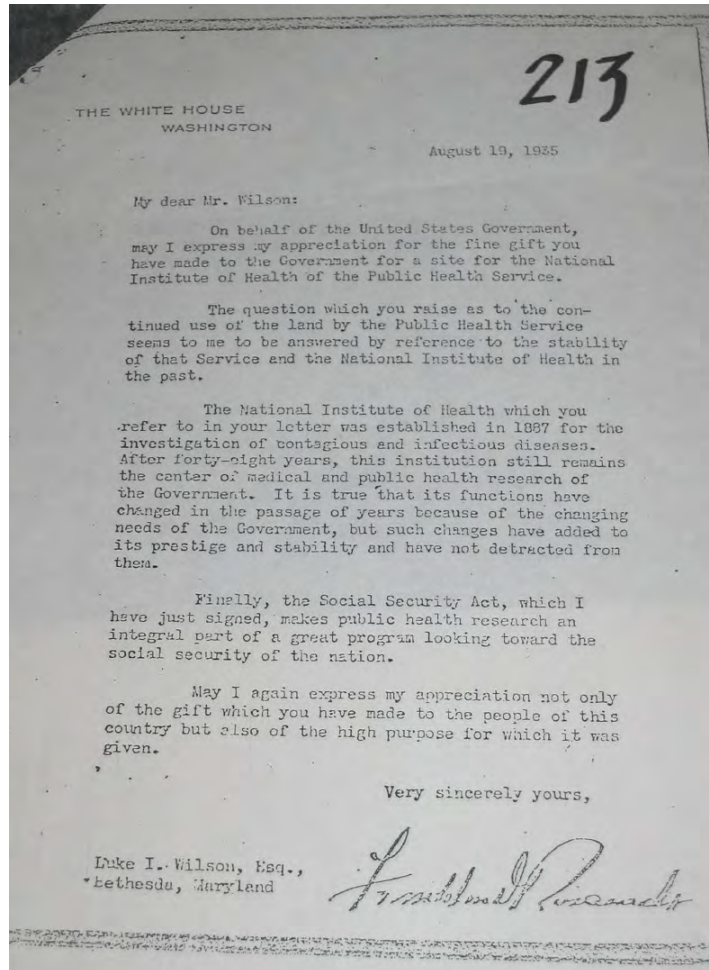 213
THE WHITE HOUSE
WASHINGTON
August 19, 1935
My dear Mr. Wilson:
On behalf of the United States Government,
may I express my appreciation for the fine gift you
have made to the Government for a site for the National
Institute of Health of the Public Health Service.
The question which you raise as to the con-
tinued use of the land by the Public Health Service
seems to me to be answered by reference to the stability
of that Service and the National Institute of Health in
the past.
The National Institute of Health which you
refer to in your letter was established in 1887 for the
investigation of contagious and infectious diseases.
After forty-eight years, this institution still remains
the center of medical and public health research of
the Government. It is true that its functions have
changed in the passage of years because of the changing
needs of the Government, but such changes have added to
its prestige and stability and have not detracted from
them.
Finally, the Social Security Act, which I
have just signed, makes public health research an
integral part of a great program looking toward the
social security of the nation.
May I again express my appreciation not only
of the gift which you have made to the people of this
country but also of the high purpose for which it was
given.
Very sincerely yours,
Luke I. Wilson, Esq.,
Bethesda, Maryland
Franklin D Roosevelt